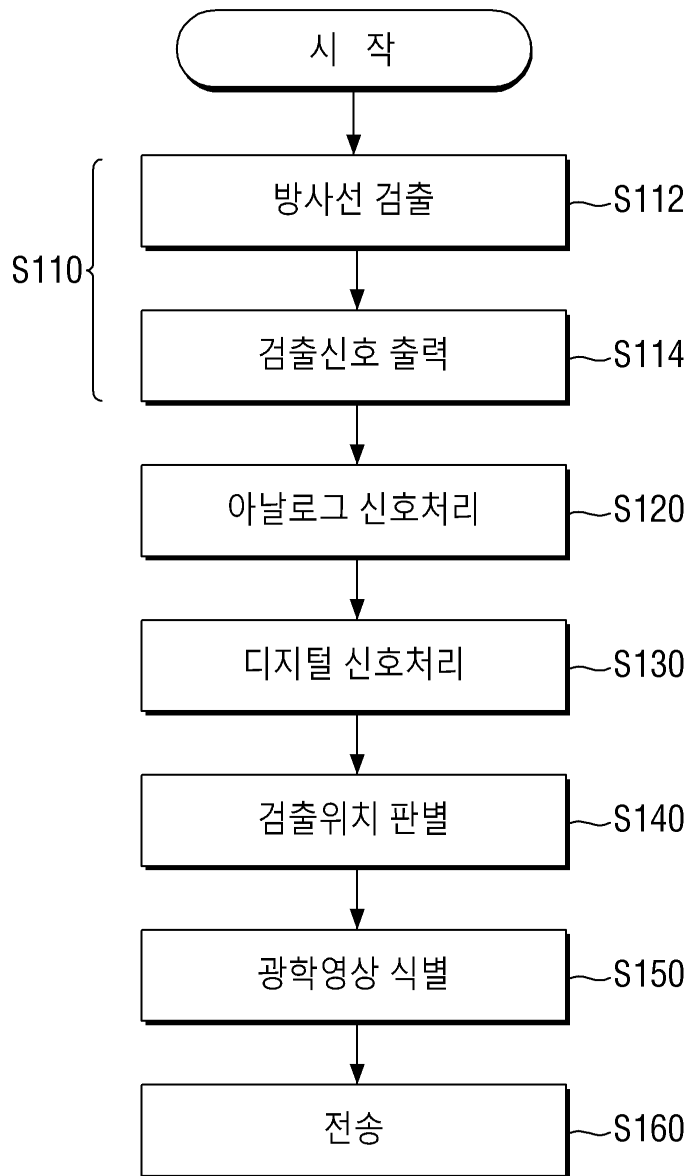 시 작
방사선 검출
S112
S110
검출신호 출력
S114
아날로그 신호처리
S120
디지털 신호처리
S130
검출위치 판별
S140
광학영상 식별
S150
전송
S160